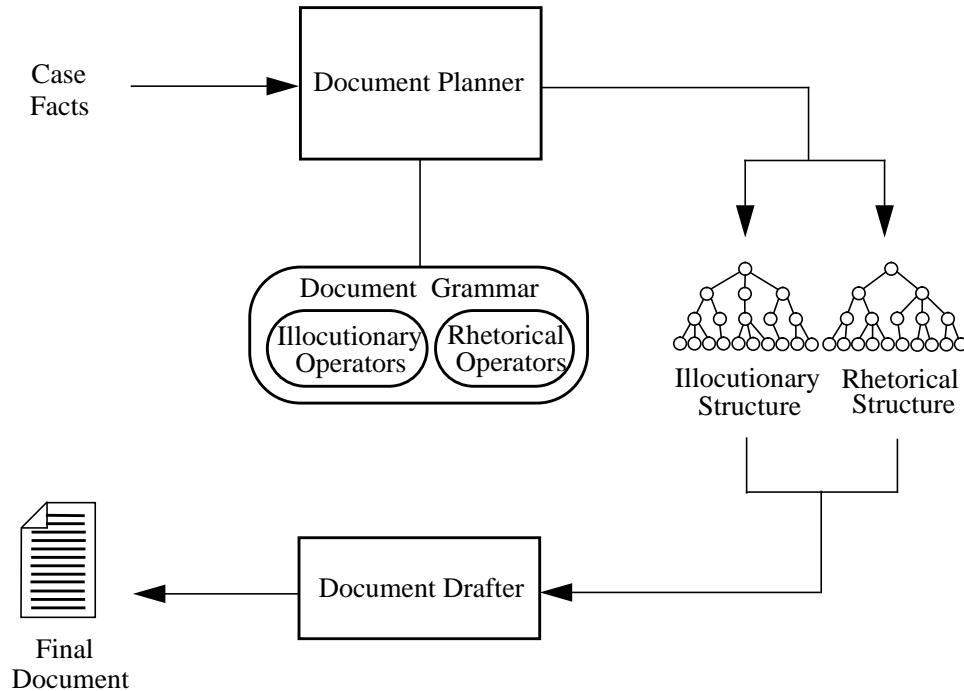 Case
Facts
Document Planner
Document Grammar
Illocutionary
Operators
Rhetorical
Operators
Illocutionary
Structure
Rhetorical
Structure
Document Drafter
Final
Document